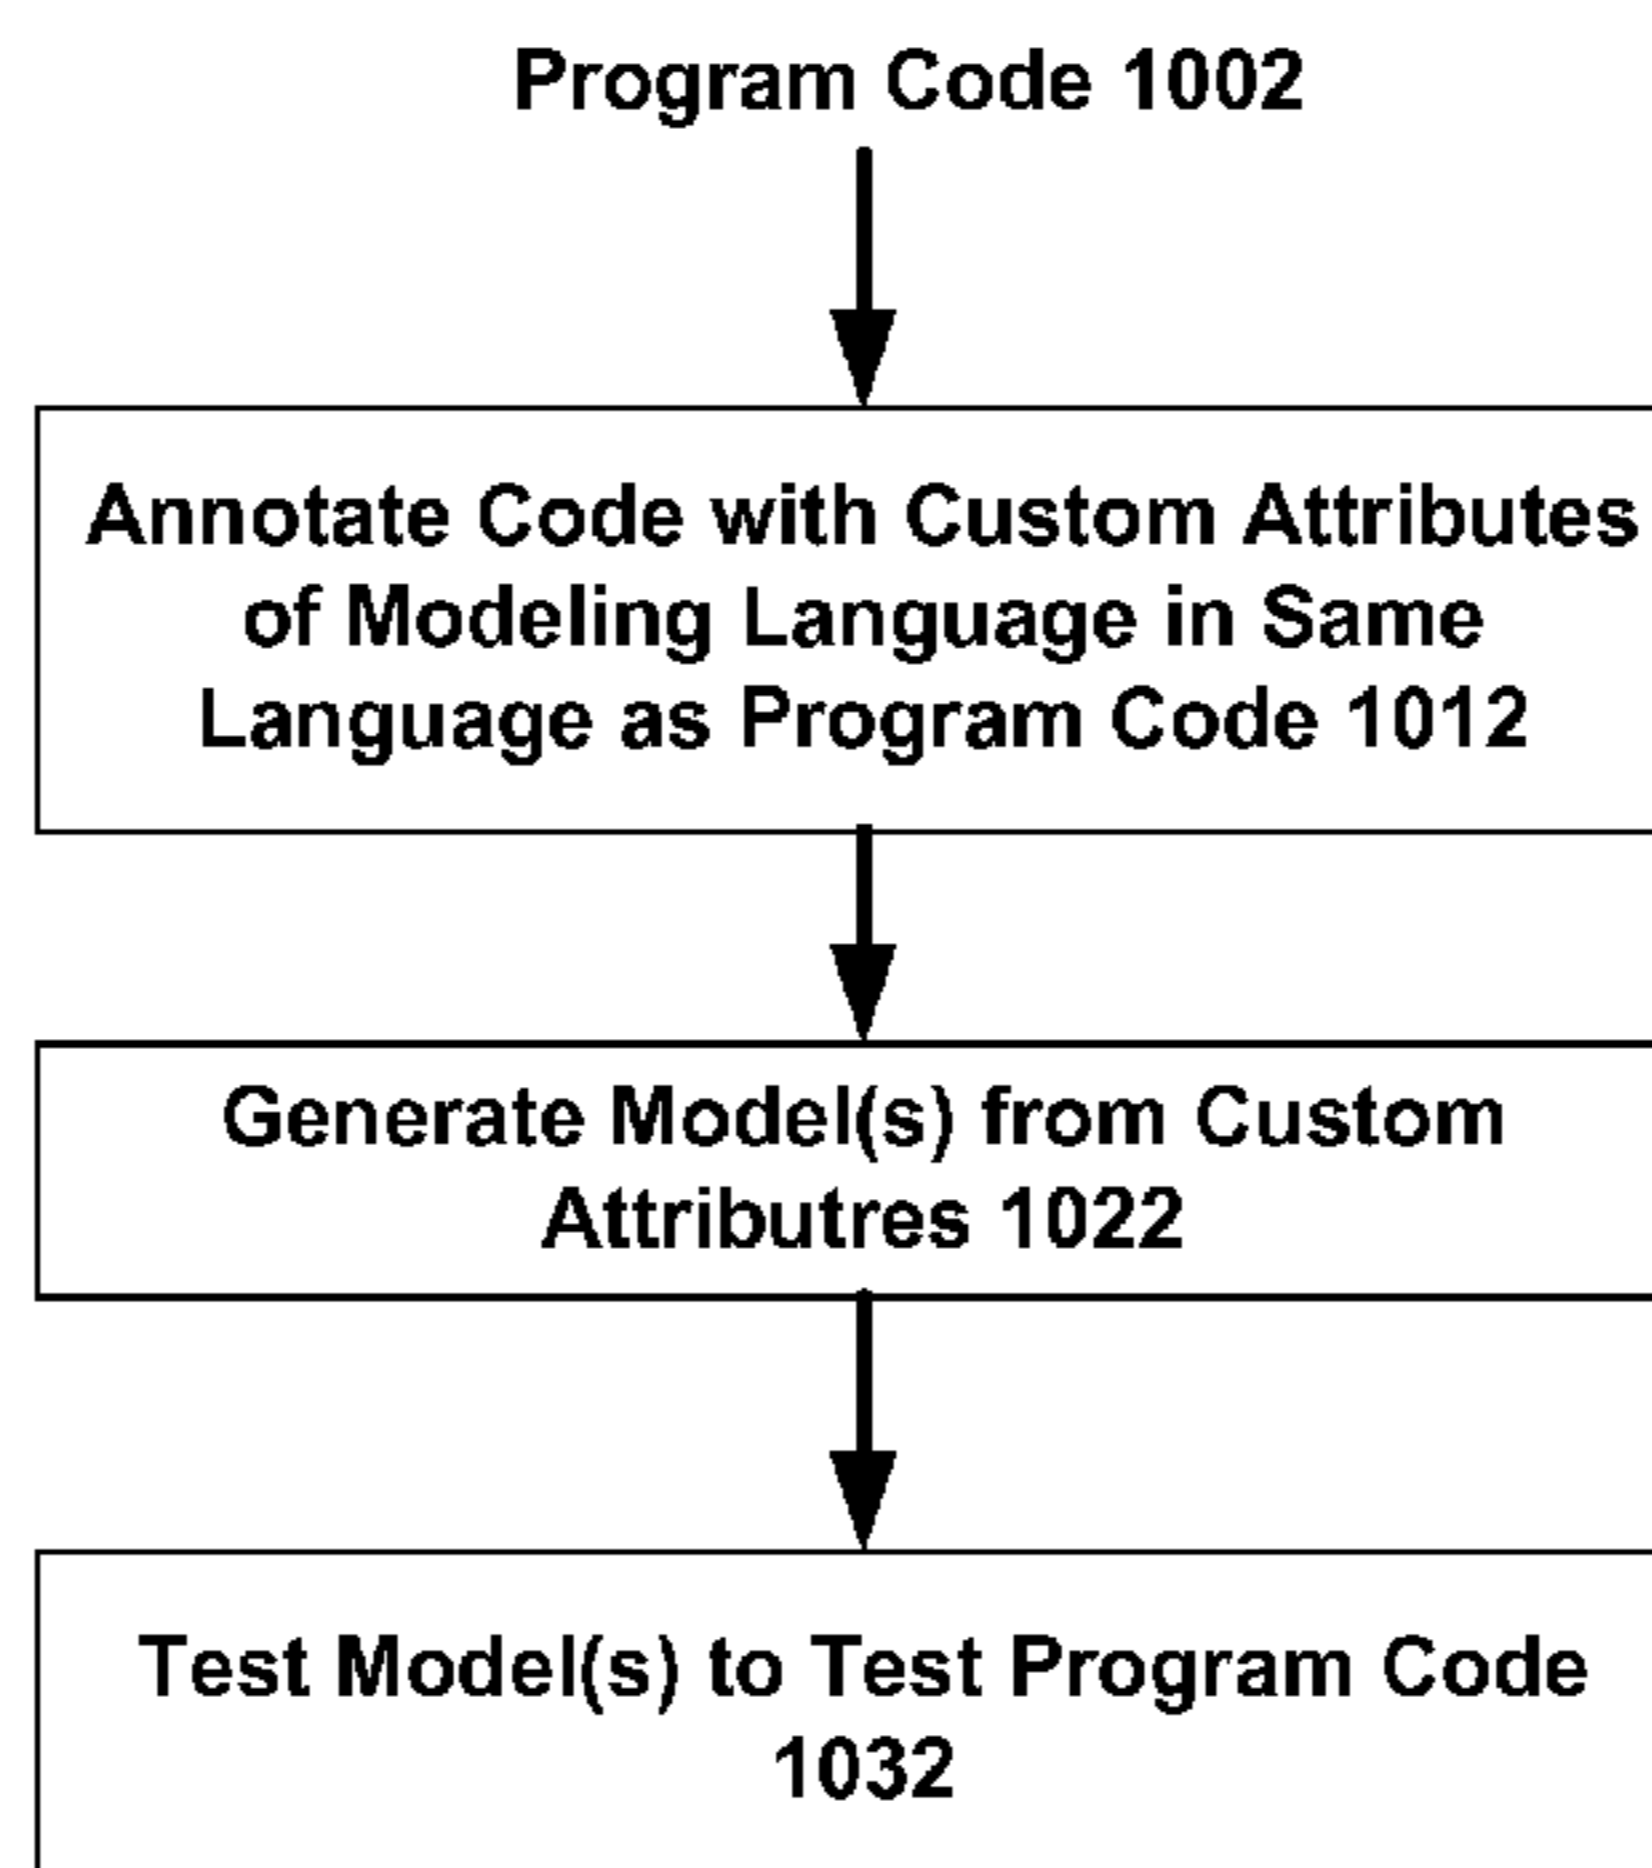 Program Code 1002
Annotate Code with Custom Attributes
of Modeling Language in Same
Language as Program Code 1012
Generate Model(s) from Custom
Attributres 1022
Test Model(s) to Test Program Code
1032